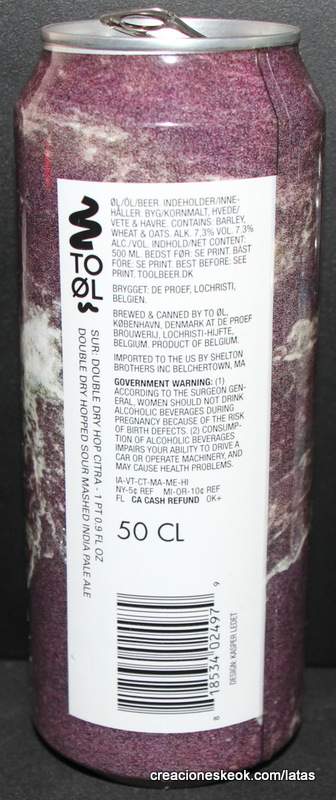 ØL/ÖL/BEER. INDEHOLDER/INNE-
HÅLLER: BYG/KORNMALT, HVEDE/
VETE & HAVRE. CONTAINS: BARLEY,
WHEAT & OATS. ALK. 7,3% VOL 7.3%
ALC./VOL. INDHOLD/NET CONTENT:
500 ML. BEDST FØR: SE PRINT. BÄST
FÖRE: SE PRINT. BEST BEFORE: SEE
PRINT. TOOLBEER.DK
BRYGGET: DE PROEF, LOCHRISTI,
BELGIEN.
BREWED & CANNED BY TO ØL,
KØBENHAVN, DENMARK AT DE PROEF
BROUWERIJ, LOCHRISTI-HIJFTE,
BELGIUM. PRODUCT OF BELGIUM.
IMPORTED TO THE US BY SHELTON
BROTHERS INC BELCHERTOWN, MA
GOVERNMENT WARNING: (1)
ACCORDING TO THE SURGEON GEN-
ERAL, WOMEN SHOULD NOT DRINK
ALCOHOLIC BEVERAGES DURING
PREGNANCY BECAUSE OF THE RISK
OF BIRTH DEFECTS. (2) CONSUMP-
TION OF ALCOHOLIC BEVERAGES
IMPAIRS YOUR ABILITY TO DRIVE A
CAR OR OPERATE MACHINERY, AND
MAY CAUSE HEALTH PROBLEMS.
IA-VT-CT-MA-ME-HI
NY-5¢ REF MI-OR-10¢ REF
FL CA CASH REFUND OK+
50 CL
TO
ØL
SUR: DOUBLE DRY HOP CITRA - 1 PT 0.9 FL OZ
DOUBLE DRY HOPPED SOUR MASHED INDIA PALE ALE
8 18534 02497 9
DESIGN: KASPER LEDET
creacioneskeok.com/latas